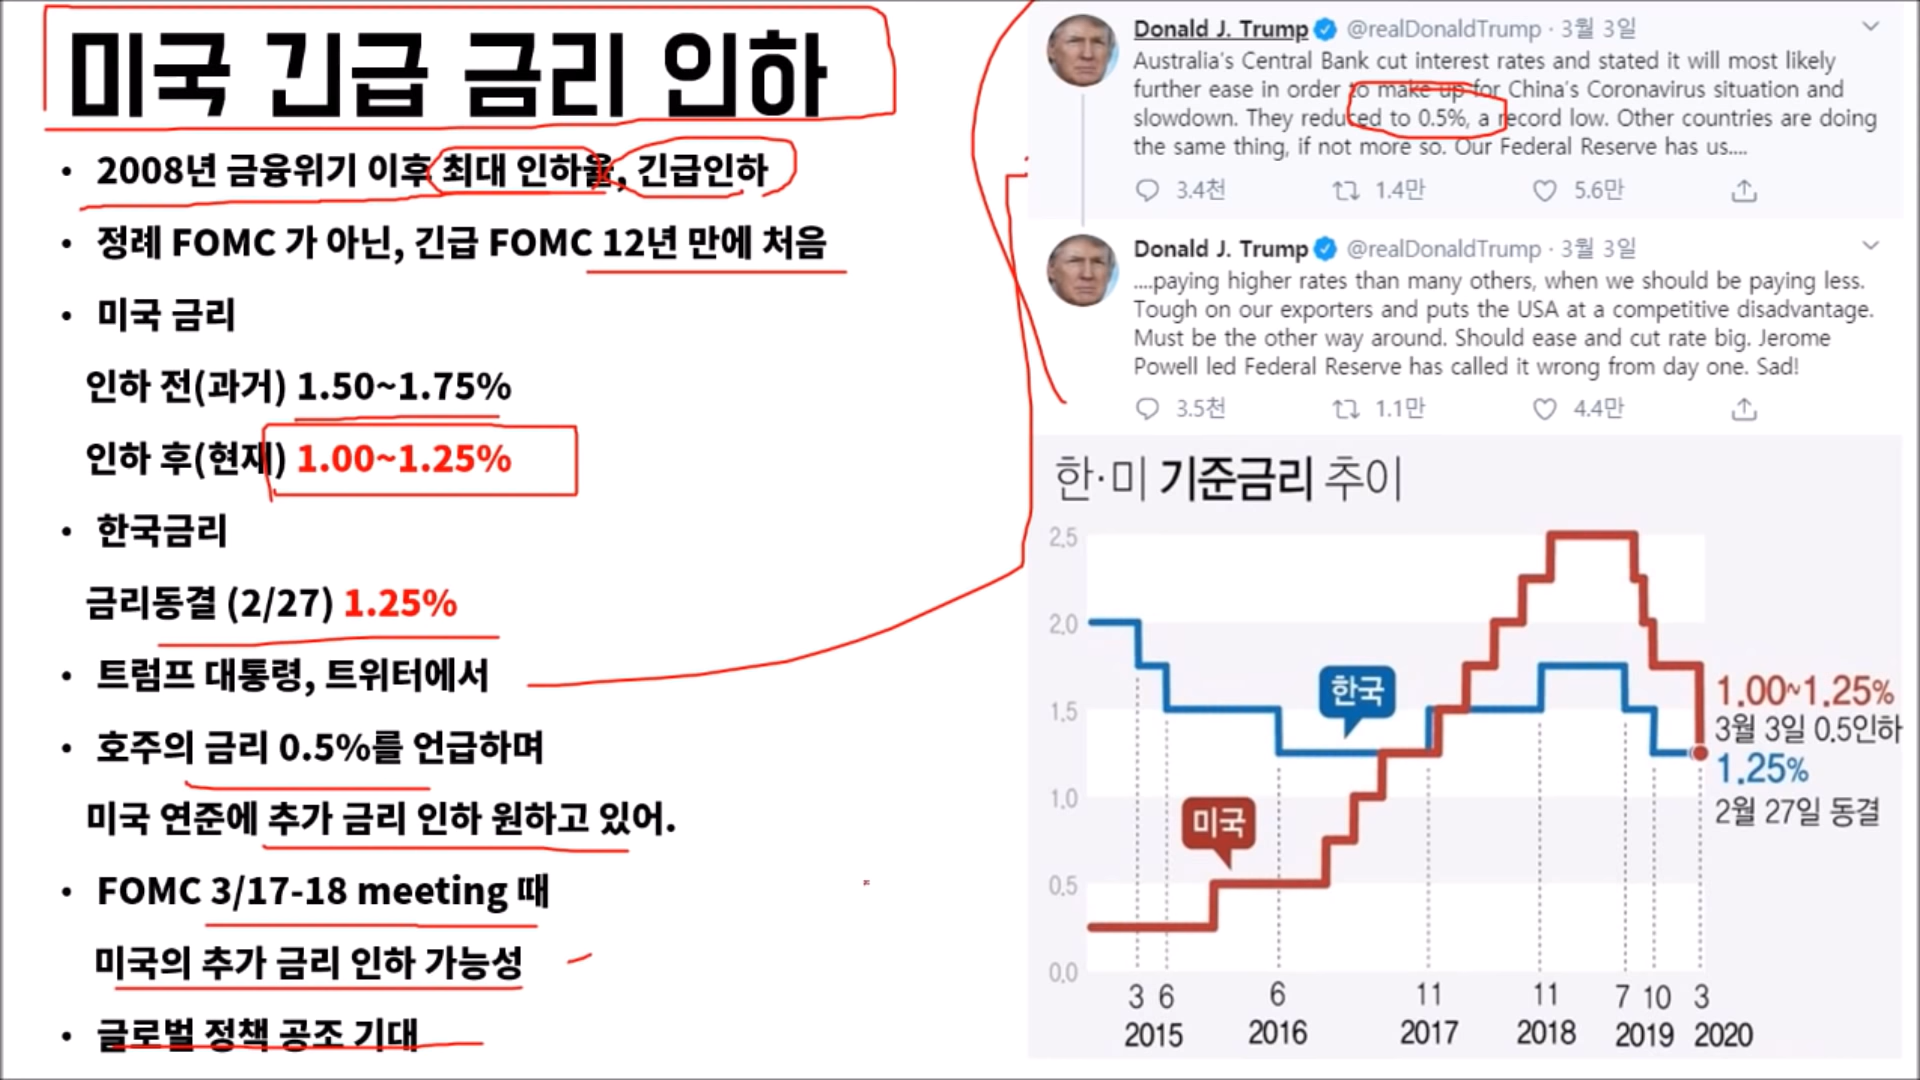 미국 긴급 금리 인하
• 2008년 금융위기 이후 최대 인하율, 긴급인하
• 정례 FOMC 가 아닌, 긴급 FOMC 12년 만에 처음
• 미국 금리
인하 전(과거) 1.50~1.75%
인하 후(현재) 1.00~1.25%
• 한국금리
금리동결 (2/27) 1.25%
• 트럼프 대통령, 트위터에서
• 호주의 금리 0.5%를 언급하며
미국 연준에 추가 금리 인하 원하고 있어.
• FOMC 3/17-18 meeting 때
미국의 추가 금리 인하 가능성
• 글로벌 정책 공조 기대
Donald J. Trump @realDonaldTrump · 3월 3일
Australia's Central Bank cut interest rates and stated it will most likely
further ease in order to make up for China's Coronavirus situation and
slowdown. They reduced to 0.5%, a record low. Other countries are doing
the same thing, if not more so. Our Federal Reserve has us....
3.4천 1.4만 5.6만
Donald J. Trump @realDonaldTrump · 3월 3일
....paying higher rates than many others, when we should be paying less.
Tough on our exporters and puts the USA at a competitive disadvantage.
Must be the other way around. Should ease and cut rate big. Jerome
Powell led Federal Reserve has called it wrong from day one. Sad!
3.5천 1.1만 4.4만
한·미 기준금리 추이
2.5
2.0
1.5
1.0
0.5
0.0
한국
미국
1.00~1.25%
3월 3일 0.5인하
1.25%
2월 27일 동결
3 6 6 11 11 7 10 3
2015 2016 2017 2018 2019 2020